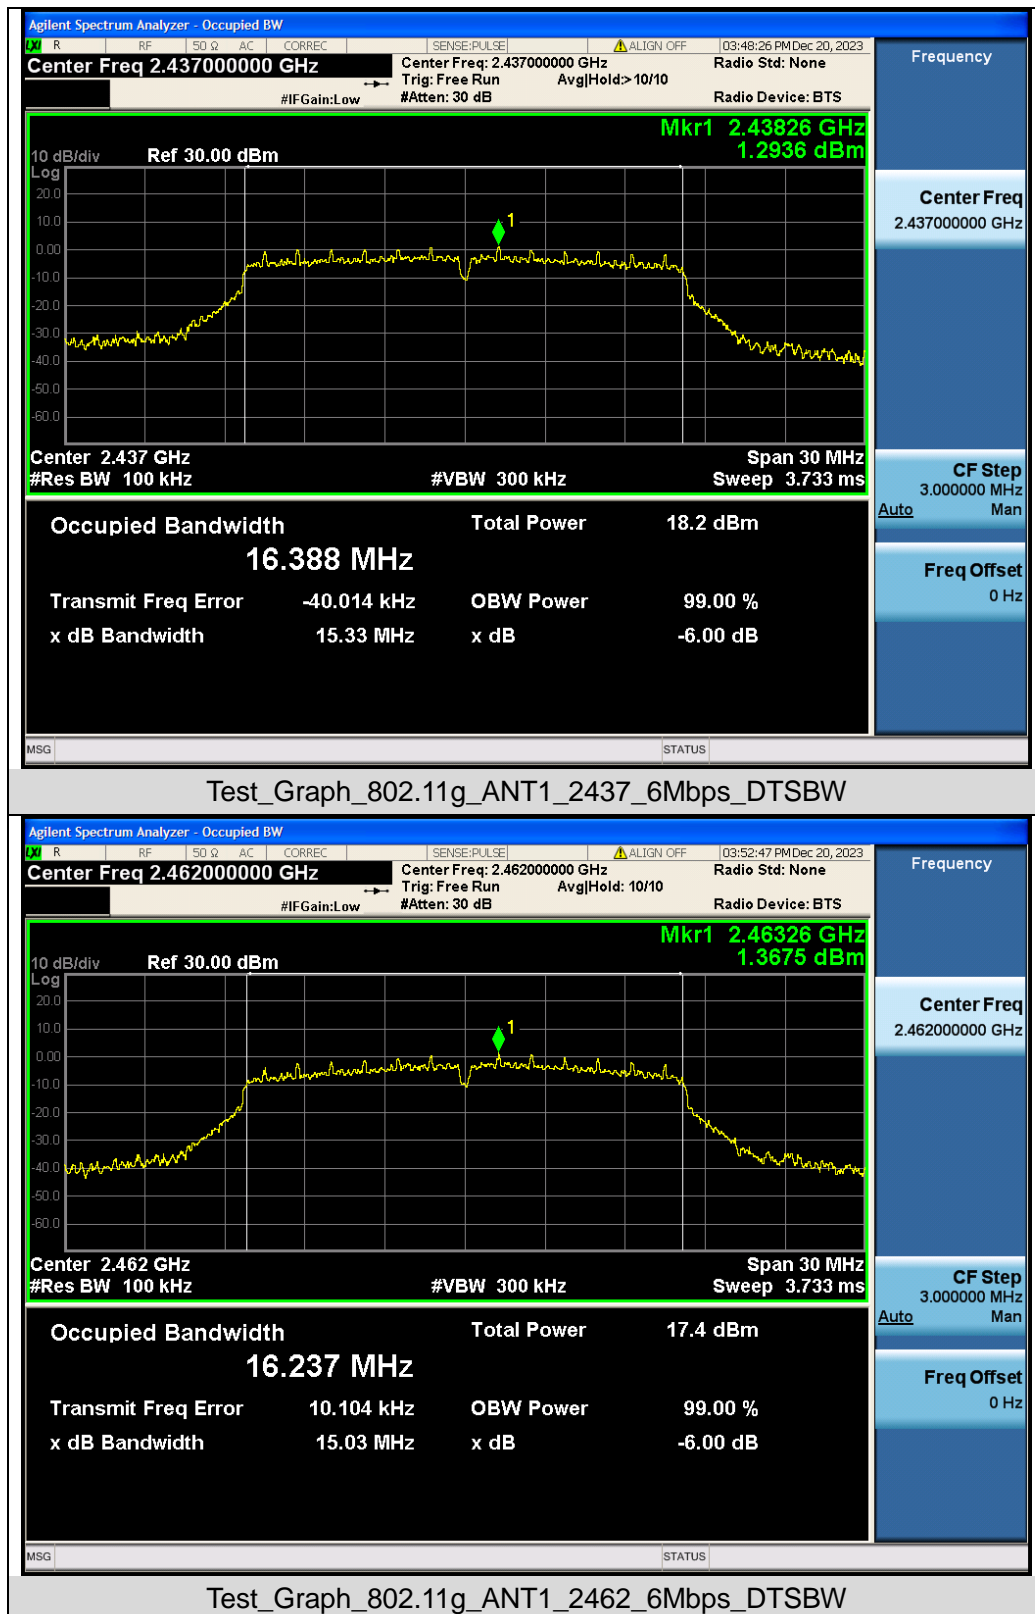 Agilent Spectrum Analyzer - Occupied BW
LXI R RF 50 Ω AC CORREC SENSE:PULSE ALIGN OFF 03:48:26 PM Dec 20, 2023
Center Freq 2.437000000 GHz
Center Freq: 2.437000000 GHz Radio Std: None
Trig: Free Run Avg|Hold:>10/10
#IFGain:Low #Atten: 30 dB Radio Device: BTS
Frequency
Mkr1 2.43826 GHz
1.2936 dBm
10 dB/div Ref 30.00 dBm
Log
20.0
10.0
0.00
-10.0
-20.0
-30.0
-40.0
-50.0
-60.0
1
Center Freq
2.437000000 GHz
Center 2.437 GHz Span 30 MHz
#Res BW 100 kHz #VBW 300 kHz Sweep 3.733 ms
CF Step
3.000000 MHz
Auto Man
Freq Offset
0 Hz
Occupied Bandwidth Total Power 18.2 dBm
16.388 MHz
Transmit Freq Error -40.014 kHz OBW Power 99.00 %
x dB Bandwidth 15.33 MHz x dB -6.00 dB
MSG STATUS
Test_Graph_802.11g_ANT1_2437_6Mbps_DTSBW
Agilent Spectrum Analyzer - Occupied BW
LXI R RF 50 Ω AC CORREC SENSE:PULSE ALIGN OFF 03:52:47 PM Dec 20, 2023
Center Freq 2.462000000 GHz
Center Freq: 2.462000000 GHz Radio Std: None
Trig: Free Run Avg|Hold: 10/10
#IFGain:Low #Atten: 30 dB Radio Device: BTS
Frequency
Mkr1 2.46326 GHz
1.3675 dBm
10 dB/div Ref 30.00 dBm
Log
20.0
10.0
0.00
-10.0
-20.0
-30.0
-40.0
-50.0
-60.0
1
Center Freq
2.462000000 GHz
Center 2.462 GHz Span 30 MHz
#Res BW 100 kHz #VBW 300 kHz Sweep 3.733 ms
CF Step
3.000000 MHz
Auto Man
Freq Offset
0 Hz
Occupied Bandwidth Total Power 17.4 dBm
16.237 MHz
Transmit Freq Error 10.104 kHz OBW Power 99.00 %
x dB Bandwidth 15.03 MHz x dB -6.00 dB
MSG STATUS
Test_Graph_802.11g_ANT1_2462_6Mbps_DTSBW